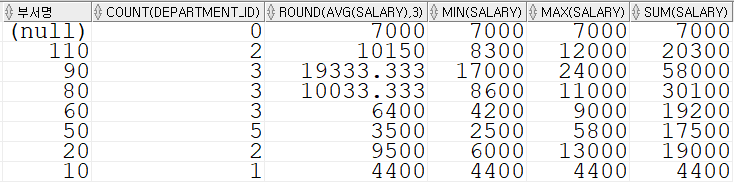 부서명 COUNT(DEPARTMENT_ID) ROUND(AVG(SALARY),3) MIN(SALARY) MAX(SALARY) SUM(SALARY)
(null) 0 7000 7000 7000 7000
110 2 10150 8300 12000 20300
90 3 19333.333 17000 24000 58000
80 3 10033.333 8600 11000 30100
60 3 6400 4200 9000 19200
50 5 3500 2500 5800 17500
20 2 9500 6000 13000 19000
10 1 4400 4400 4400 4400